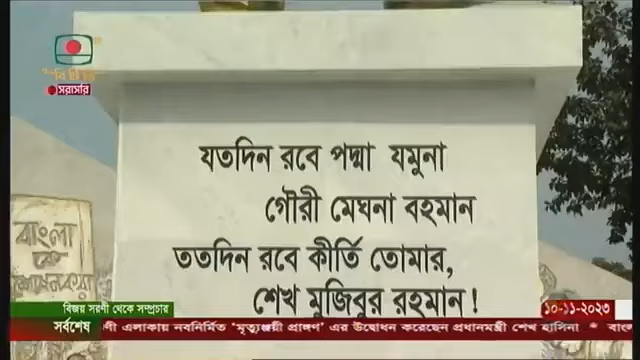 বিটিভি
সরাসরি
যতদিন রবে পদ্মা যমুনা
গৌরী মেঘনা বহমান
ততদিন রবে কীর্তি তোমার,
শেখ মুজিবুর রহমান!
বাংলা
বিজয় সরণী থেকে সম্প্রচার
১০-১১-২০২৩
সর্বশেষ
ণী এলাকায় নবনির্মিত 'মৃত্যুঞ্জয়ী প্রাঙ্গণ' এর উদ্বোধন করেছেন প্রধানমন্ত্রী শেখ হাসিনা * বাংল